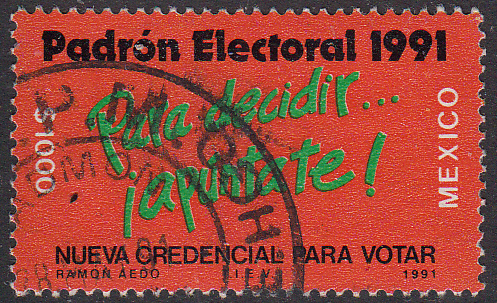 Padrón Electoral 1991
$1000
Para decidir...
¡apúntate!
MEXICO
NUEVA CREDENCIAL PARA VOTAR
RAMON AEDO
T.I.E.V.
1991